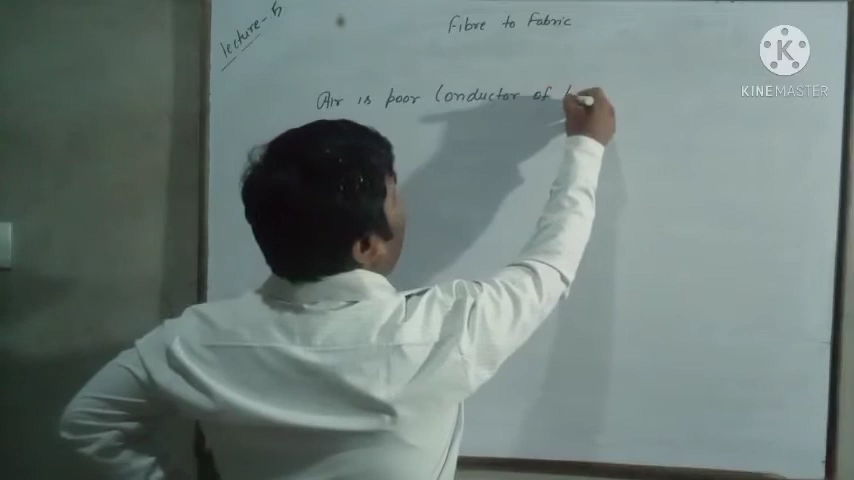 lecture-5
Fibre to Fabric
Air is poor Conductor of
K
KINEMASTER